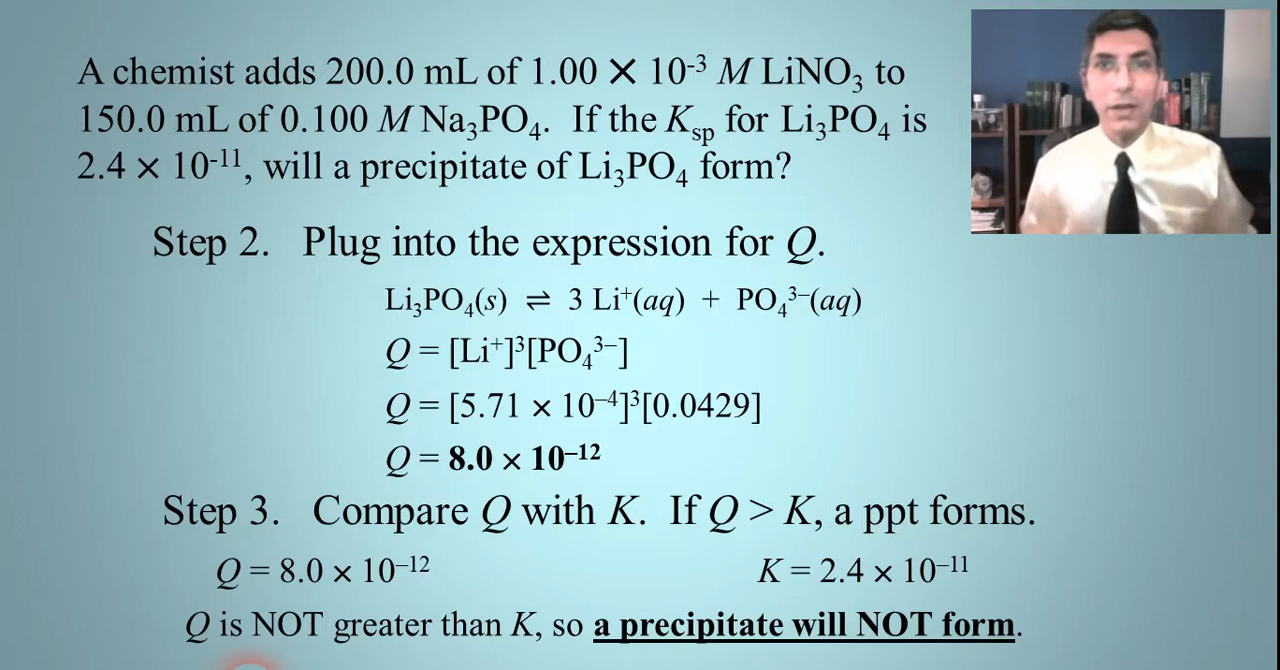 A chemist adds 200.0 mL of 1.00 × 10⁻³ M LiNO₃ to
150.0 mL of 0.100 M Na₃PO₄. If the Kₛₚ for Li₃PO₄ is
2.4 × 10⁻¹¹, will a precipitate of Li₃PO₄ form?
Step 2. Plug into the expression for Q.
Li₃PO₄(s) ⇌ 3 Li⁺(aq) + PO₄³⁻(aq)
Q = [Li⁺]³[PO₄³⁻]
Q = [5.71 × 10⁻⁴]³[0.0429]
Q = 8.0 × 10⁻¹²
Step 3. Compare Q with K. If Q > K, a ppt forms.
Q = 8.0 × 10⁻¹² K = 2.4 × 10⁻¹¹
Q is NOT greater than K, so a precipitate will NOT form.